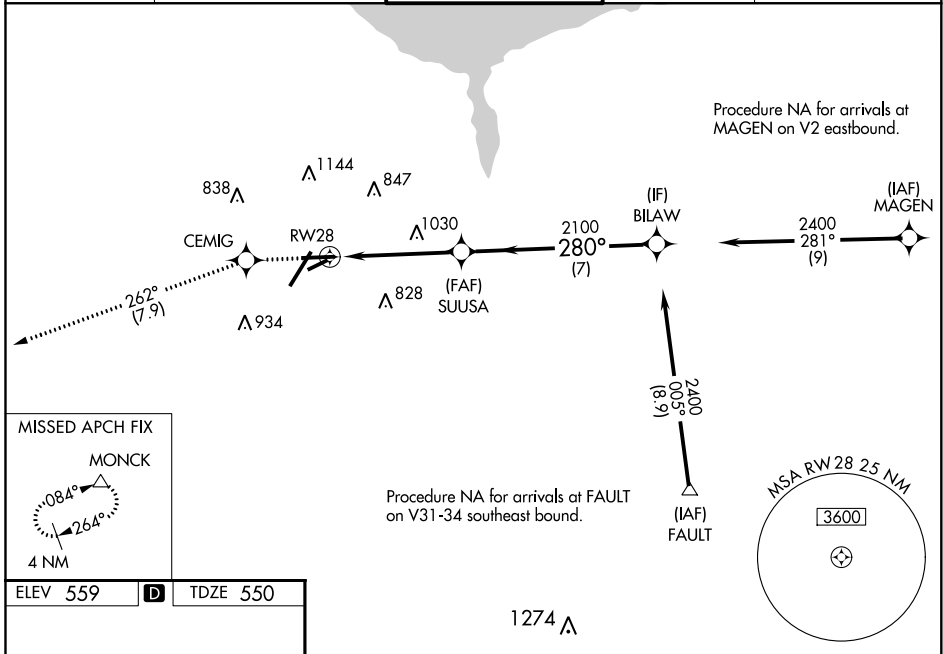 Procedure NA for arrivals at
MAGEN on V2 eastbound.
1144
838
847
(IAF)
MAGEN
(IF)
BILAW
1030
CEMIG
RW28
2100
280°
(7)
2400
281°
(9)
(FAF)
SUUSA
828
262°
(7.9)
934
2400
005°
(8.9)
MISSED APCH FIX
MONCK
084°
264°
4 NM
Procedure NA for arrivals at FAULT
on V31-34 southeast bound.
(IAF)
FAULT
MSA RW 28 25 NM
3600
ELEV 559
D
TDZE 550
1274